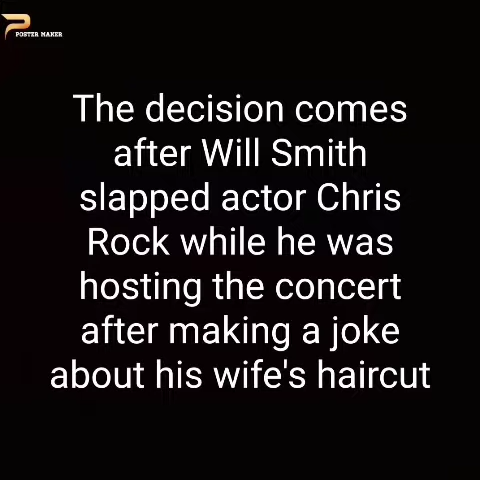 POSTER MAKER
The decision comes
after Will Smith
slapped actor Chris
Rock while he was
hosting the concert
after making a joke
about his wife's haircut